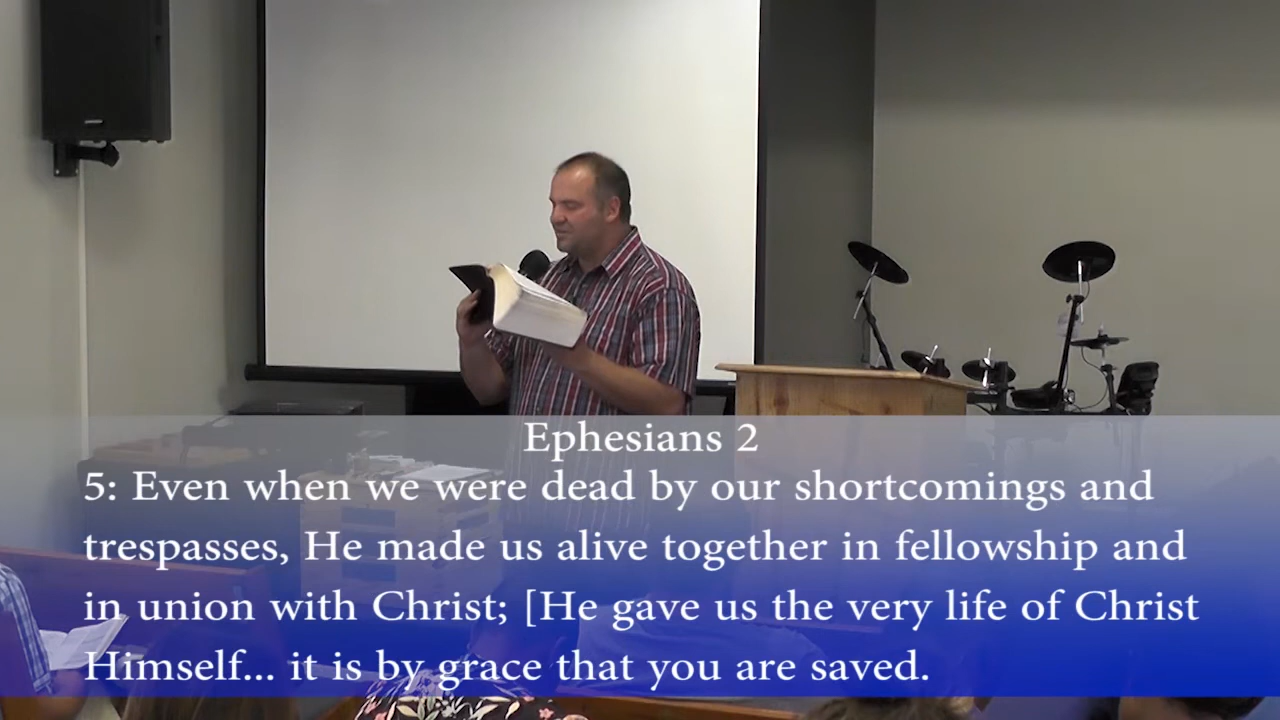 Ephesians 2
5: Even when we were dead by our shortcomings and
trespasses, He made us alive together in fellowship and
in union with Christ; [He gave us the very life of Christ
Himself... it is by grace that you are saved.